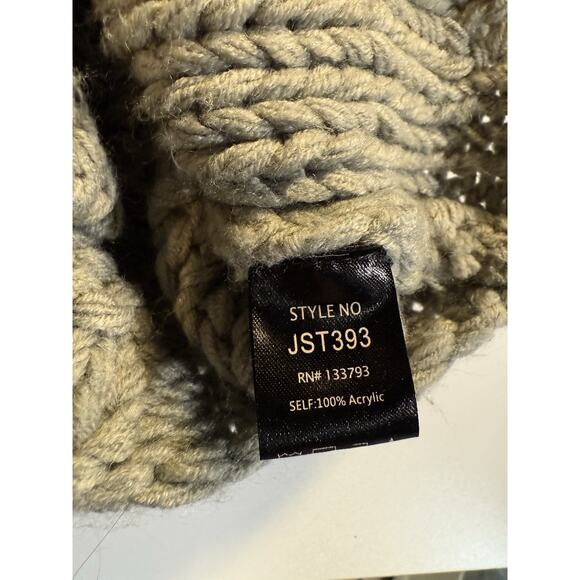 STYLE NO
JST393
RN# 133793
SELF:100% Acrylic